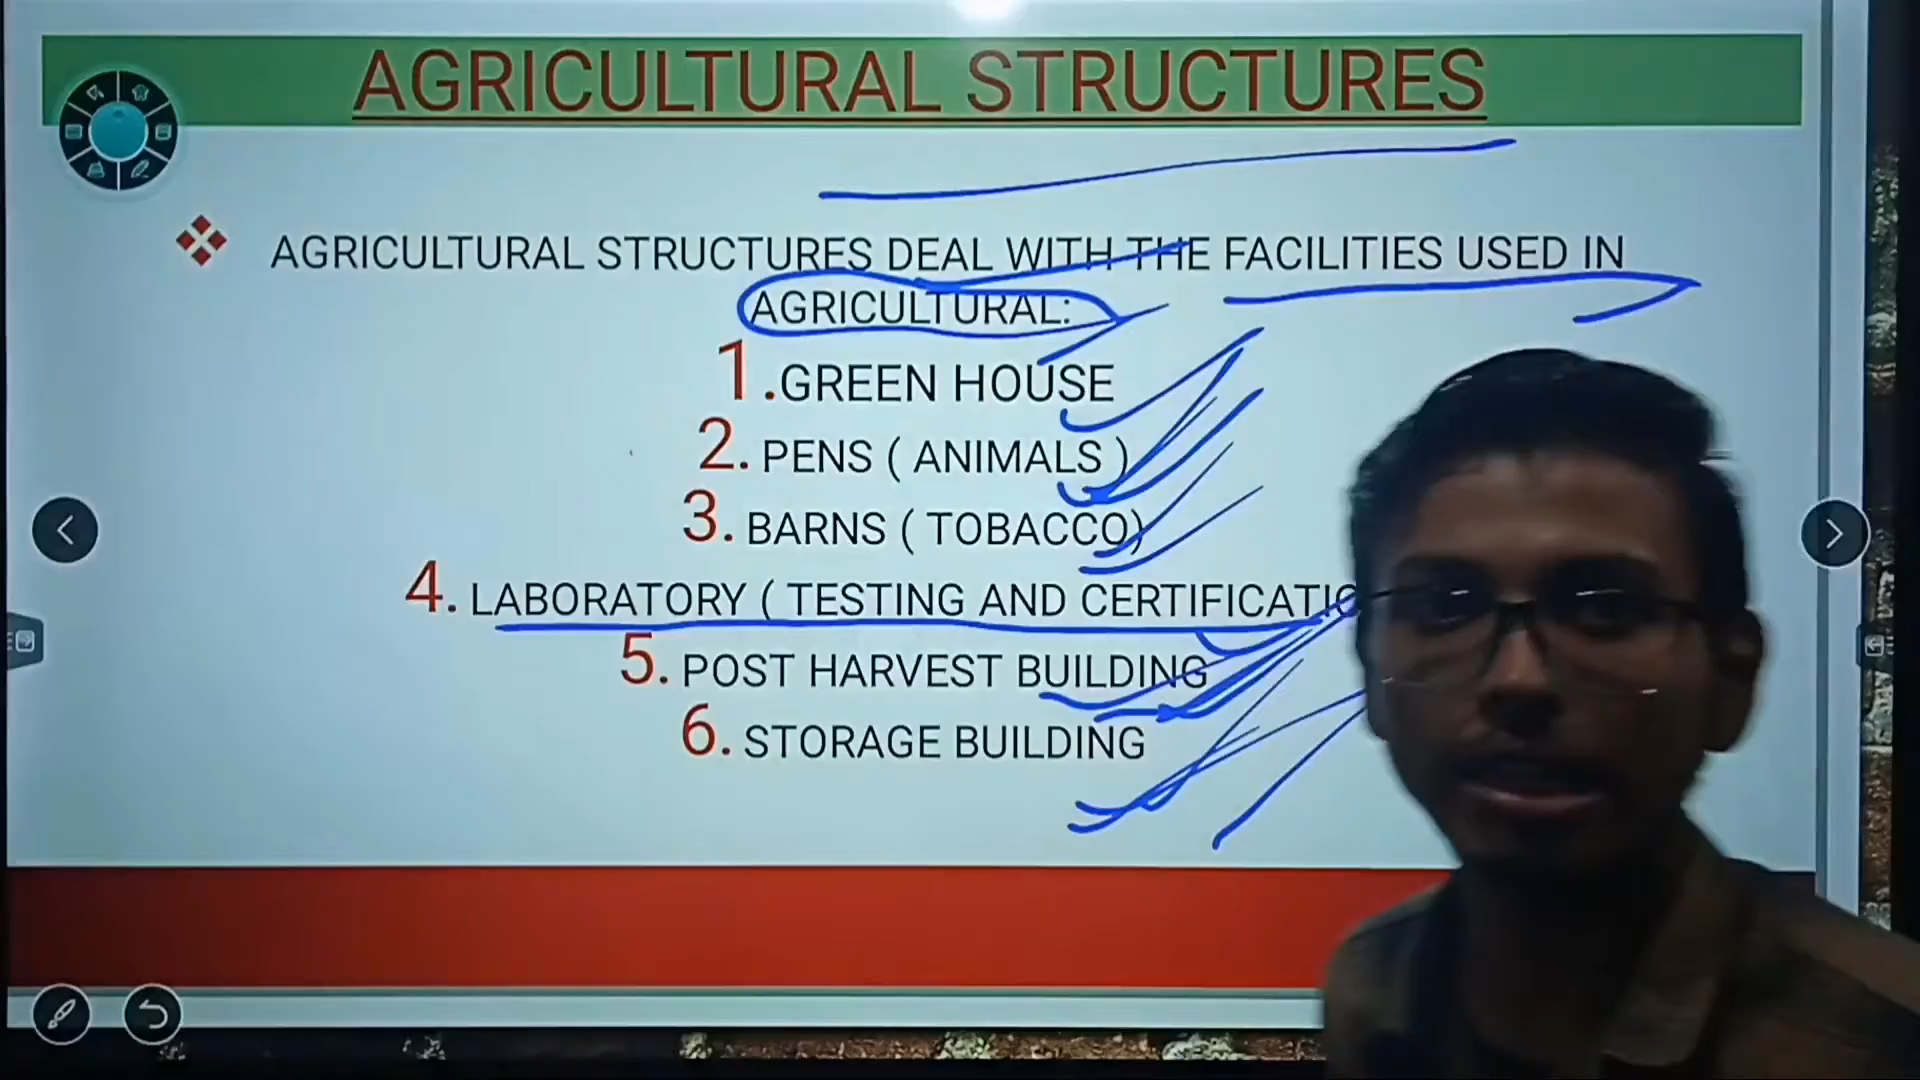 AGRICULTURAL STRUCTURES
AGRICULTURAL STRUCTURES DEAL WITH THE FACILITIES USED IN
AGRICULTURAL:
1.GREEN HOUSE
2. PENS ( ANIMALS )
3. BARNS ( TOBACCO)
4. LABORATORY ( TESTING AND
5. POST HARVEST BUILDING
6. STORAGE BUILDING